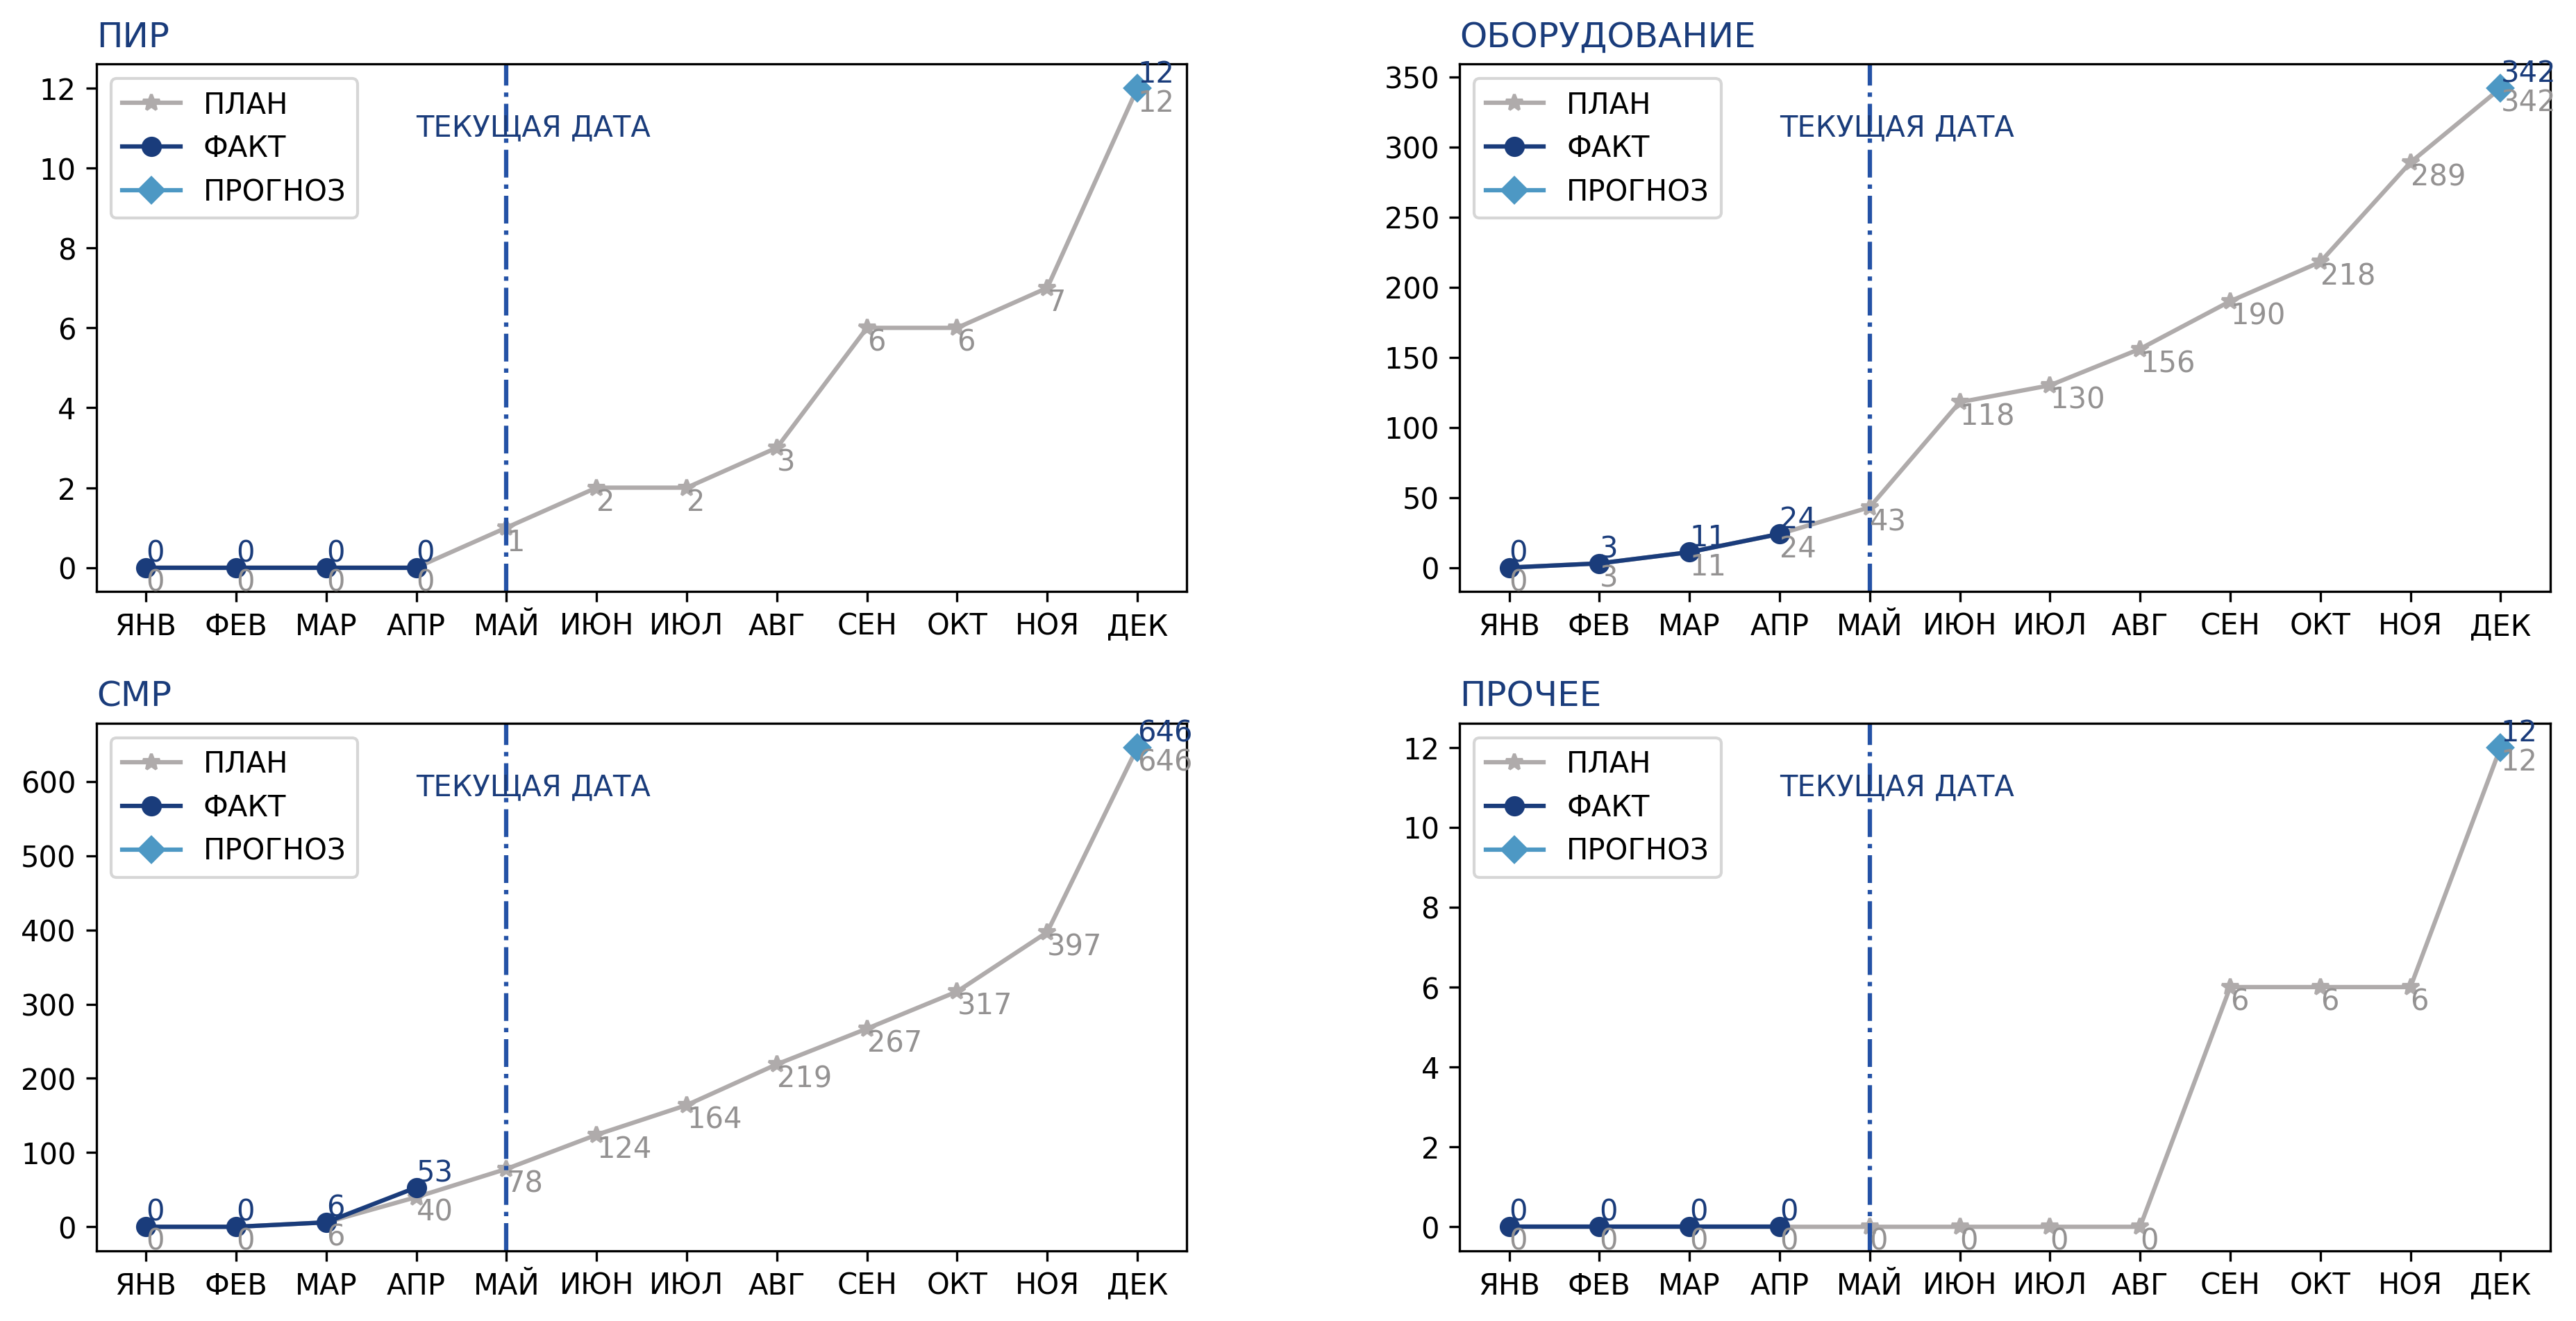 ПИР
12
10
8
6
4
2
0
ПЛАН
ФАКТ
ПРОГНОЗ
ТЕКУЩАЯ ДАТА
0 0 0 0 12
0 0 0 0 1 2 2 3 6 6 7 12
ЯНВ ФЕВ МАР АПР МАЙ ИЮН ИЮЛ АВГ СЕН ОКТ НОЯ ДЕК
ОБОРУДОВАНИЕ
350
300
250
200
150
100
50
0
ПЛАН
ФАКТ
ПРОГНОЗ
ТЕКУЩАЯ ДАТА
0 3 11 24 342
0 3 11 24 43 118 130 156 190 218 289 342
ЯНВ ФЕВ МАР АПР МАЙ ИЮН ИЮЛ АВГ СЕН ОКТ НОЯ ДЕК
СМР
600
500
400
300
200
100
0
ПЛАН
ФАКТ
ПРОГНОЗ
ТЕКУЩАЯ ДАТА
0 0 6 53 646
0 0 6 40 78 124 164 219 267 317 397 646
ЯНВ ФЕВ МАР АПР МАЙ ИЮН ИЮЛ АВГ СЕН ОКТ НОЯ ДЕК
ПРОЧЕЕ
12
10
8
6
4
2
0
ПЛАН
ФАКТ
ПРОГНОЗ
ТЕКУЩАЯ ДАТА
0 0 0 0 12
0 0 0 0 0 0 0 0 6 6 6 12
ЯНВ ФЕВ МАР АПР МАЙ ИЮН ИЮЛ АВГ СЕН ОКТ НОЯ ДЕК